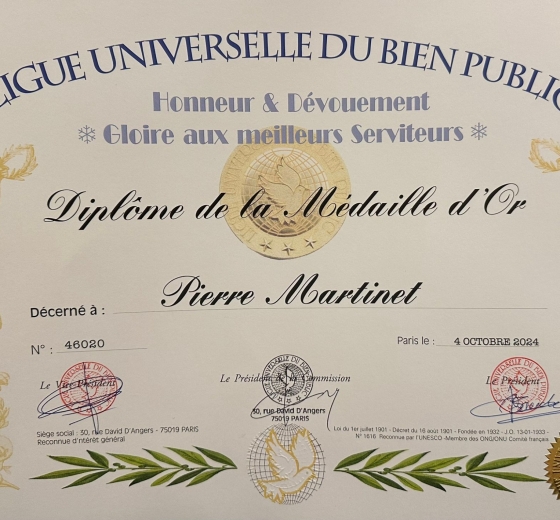 LIGUE UNIVERSELLE DU BIEN PUBLIC
Honneur & Dévouement
Gloire aux meilleurs Serviteurs
Diplôme de la Médaille d'Or
Décerné à : Pierre Martinet
N° : 46020
Paris le : 4 OCTOBRE 2024
Le Vice Président
Le Président de la Commission
Le Président
30, rue David D'Angers
75019 PARIS
Siège social : 30, rue David D'Angers - 75019 PARIS
Reconnue d'intéret général
Loi du 1er juillet 1901 - Décret du 16 août 1901 - Fondée en 1932 - J.O. 13-01-1933 -
N° 1616 Reconnue par l'UNESCO -Membre des ONG/ONU Comité français